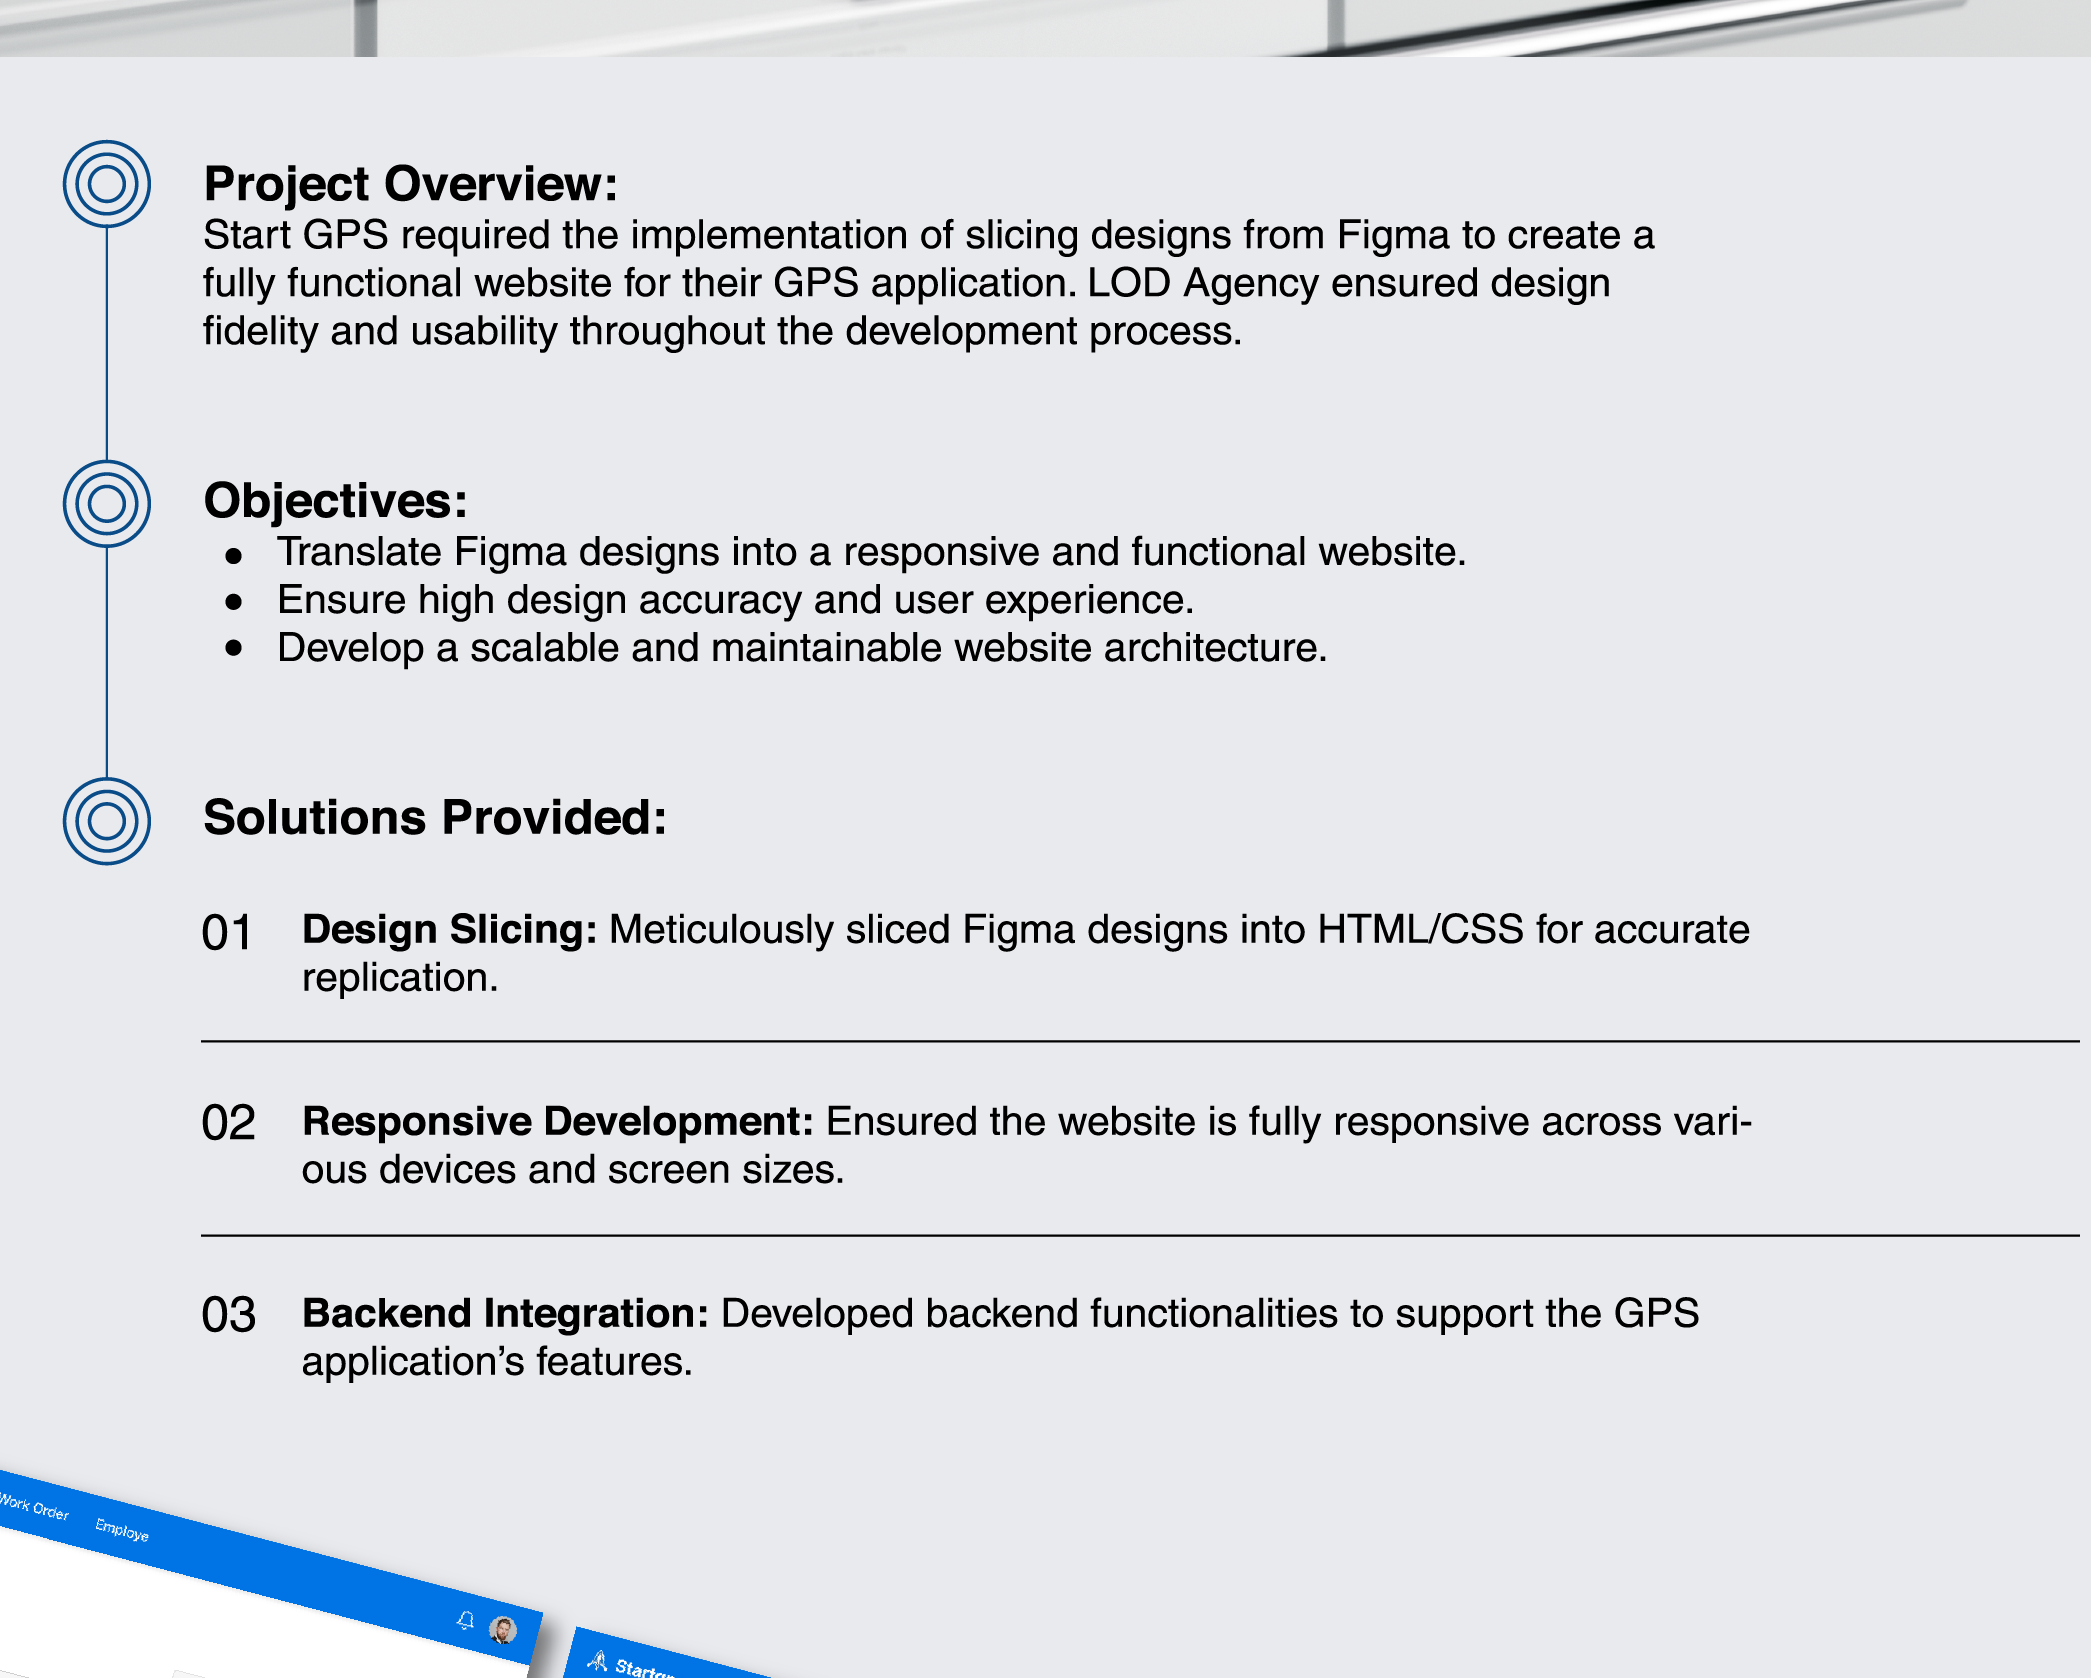 Project Overview:
Start GPS required the implementation of slicing designs from Figma to create a
fully functional website for their GPS application. LOD Agency ensured design
fidelity and usability throughout the development process.
Objectives:
● Translate Figma designs into a responsive and functional website.
● Ensure high design accuracy and user experience.
● Develop a scalable and maintainable website architecture.
Solutions Provided:
01 Design Slicing: Meticulously sliced Figma designs into HTML/CSS for accurate
replication.
02 Responsive Development: Ensured the website is fully responsive across vari-
ous devices and screen sizes.
03 Backend Integration: Developed backend functionalities to support the GPS
application’s features.
Work Order Employe